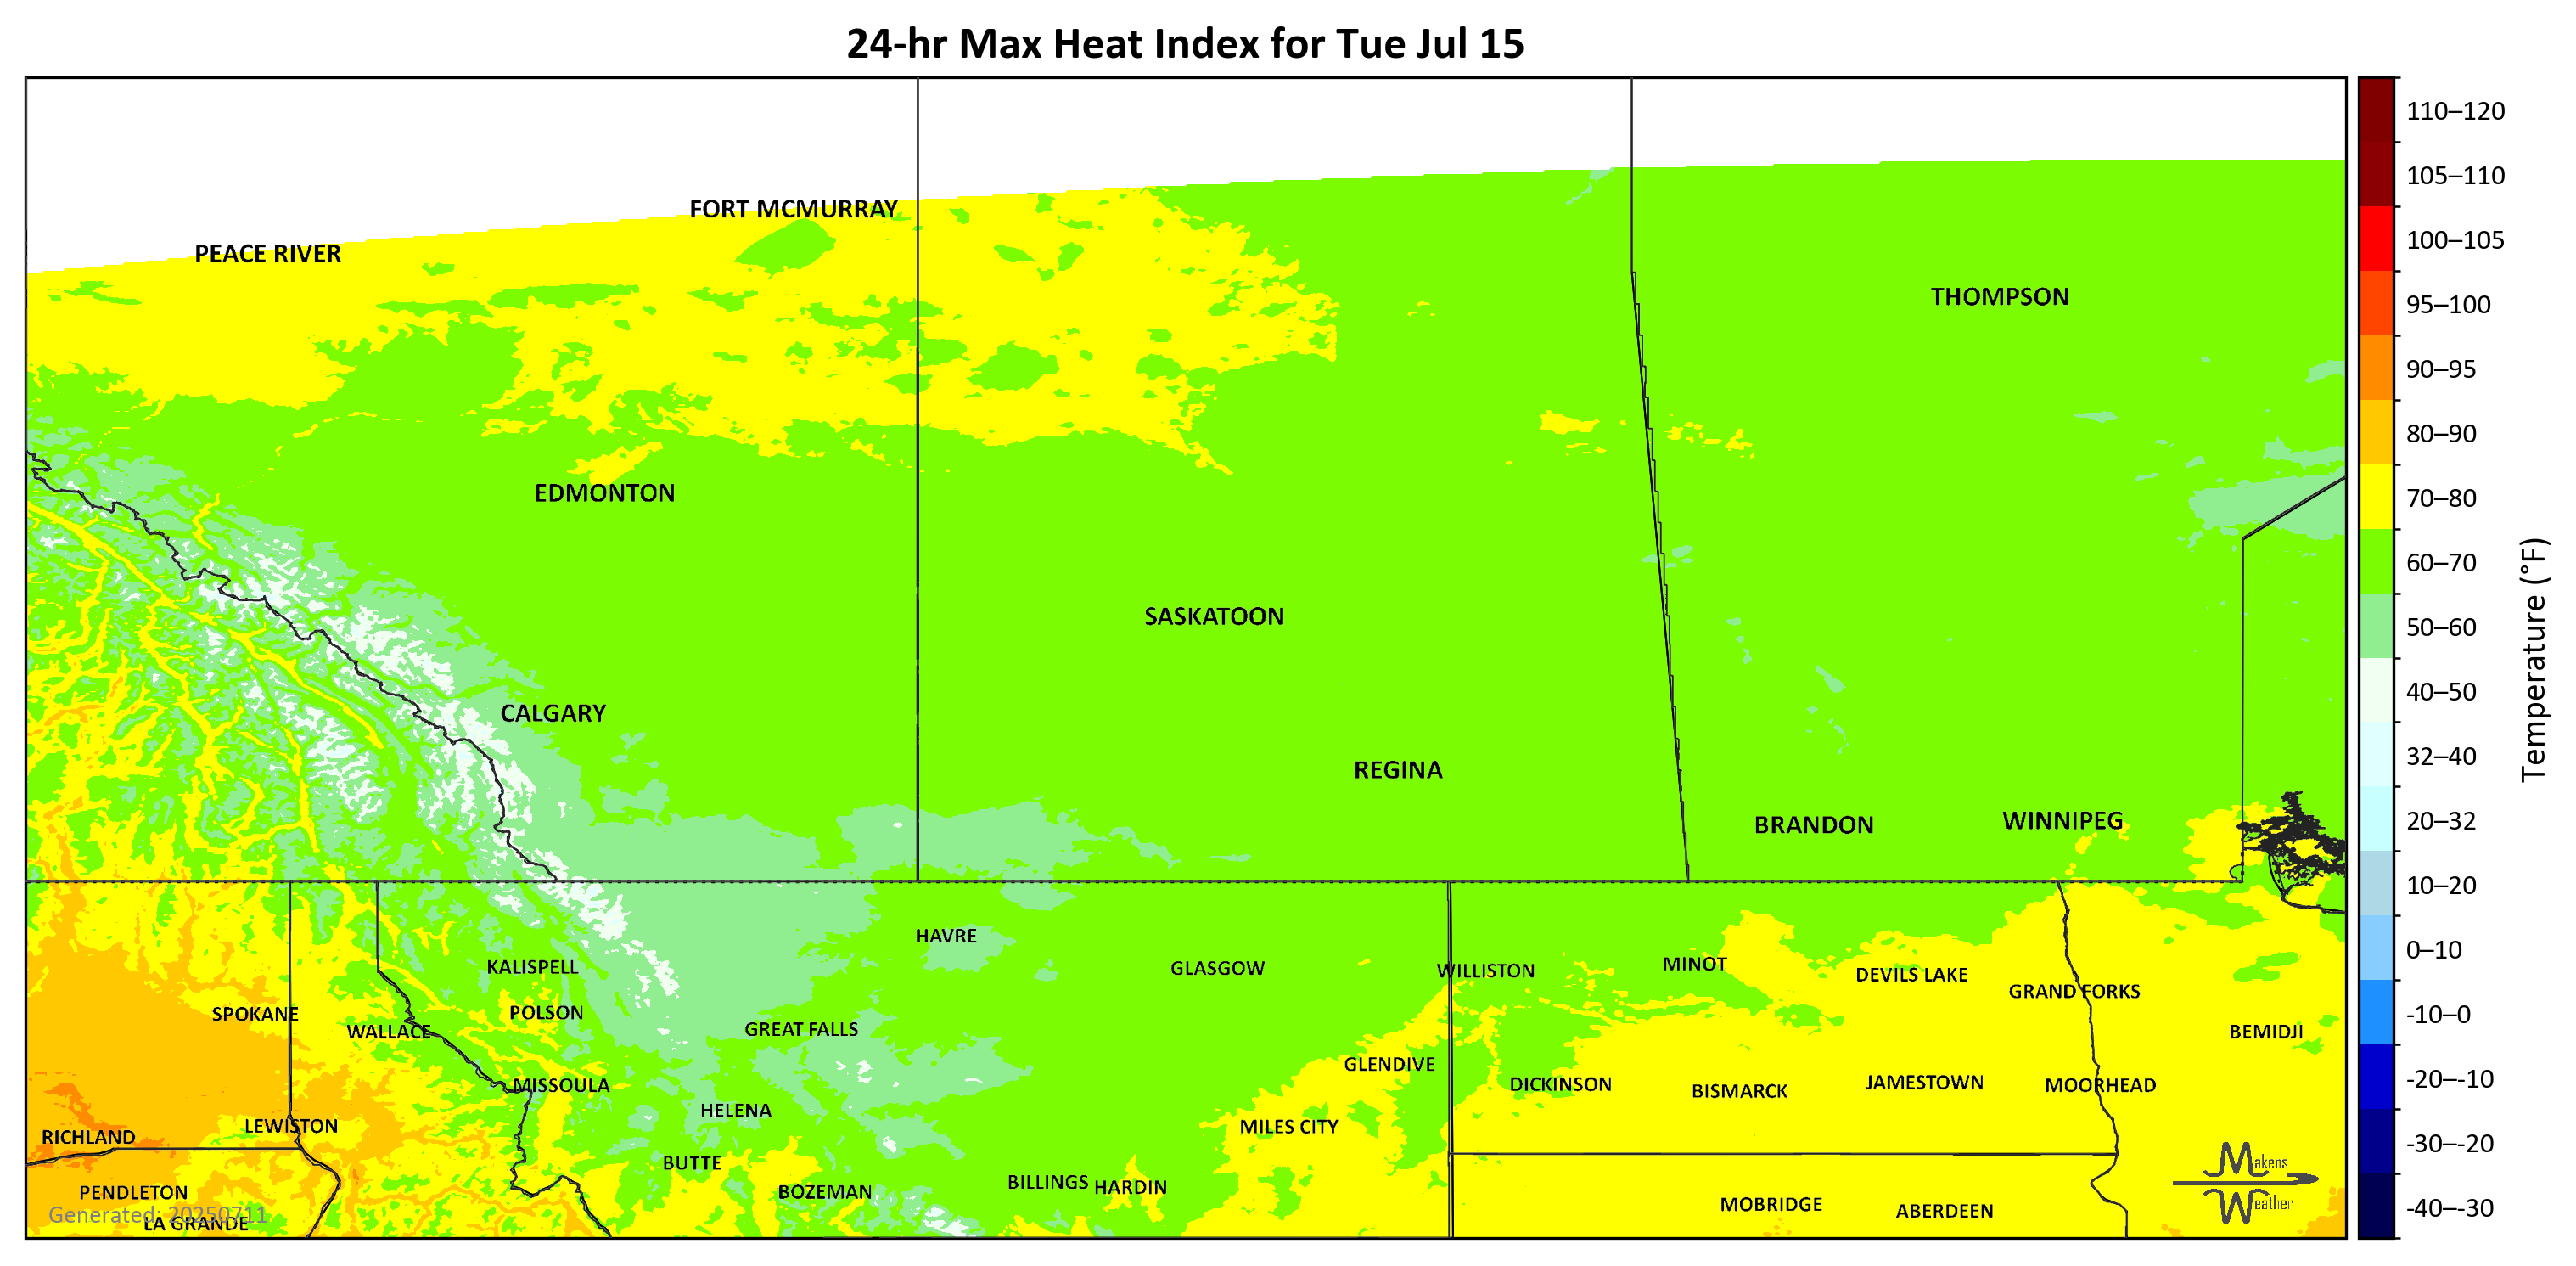 24-hr Max Heat Index for Tue Jul 15
FORT MCMURRAY
PEACE RIVER
THOMPSON
EDMONTON
SASKATOON
CALGARY
REGINA
BRANDON
WINNIPEG
HAVRE
KALISPELL
GLASGOW
WILLISTON
MINOT
DEVILS LAKE
GRAND FORKS
SPOKANE
POLSON
WALLACE
GREAT FALLS
BEMIDJI
GLENDIVE
MISSOULA
DICKINSON
BISMARCK
JAMESTOWN
MOORHEAD
HELENA
LEWISTON
MILES CITY
RICHLAND
BUTTE
BILLINGS
HARDIN
PENDLETON
BOZEMAN
MOBRIDGE
ABERDEEN
Generated: 20250711
LA GRANDE
Makens
Weather
110–120
105–110
100–105
95–100
90–95
80–90
70–80
60–70
50–60
40–50
32–40
20–32
10–20
0–10
-10–0
-20–-10
-30–-20
-40–-30
Temperature (°F)